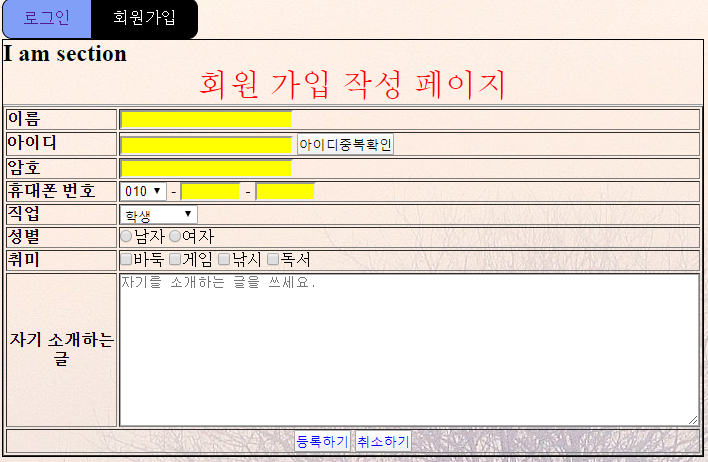 로그인 회원가입
I am section
회원 가입 작성 페이지
이름
아이디 아이디중복확인
암호
휴대폰 번호 010 - -
직업 학생
성별 남자 여자
취미 바둑 게임 낚시 독서
자기를 소개하는 글을 쓰세요.
자기 소개하는
글
등록하기 취소하기